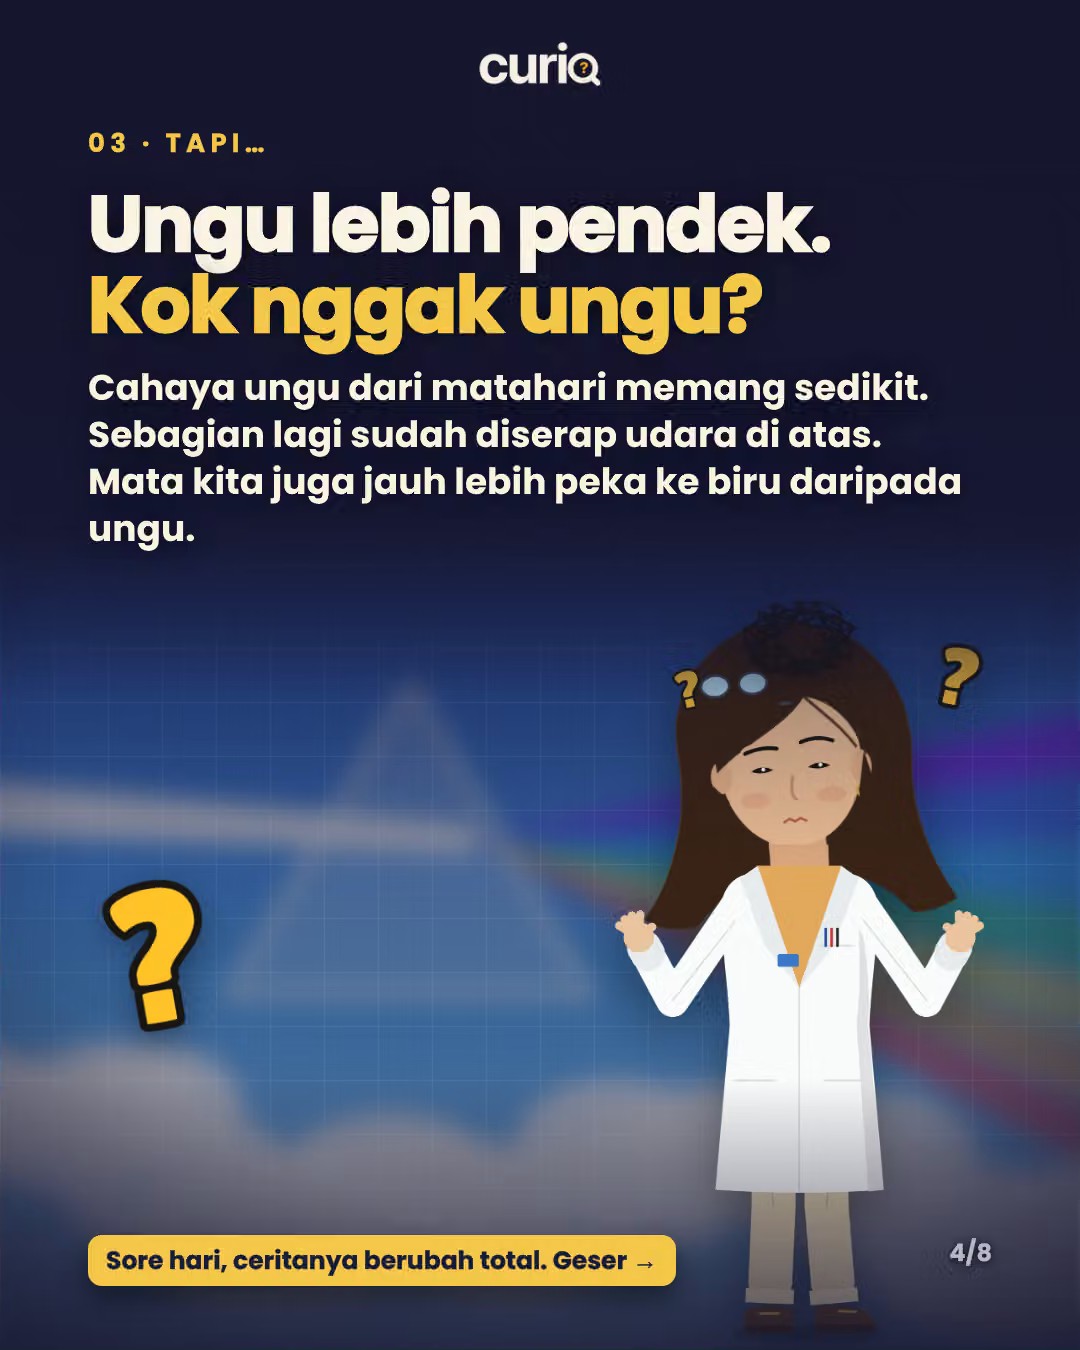 curio
03 · TAPI…
Ungu lebih pendek.
Kok nggak ungu?
Cahaya ungu dari matahari memang sedikit.
Sebagian lagi sudah diserap udara di atas.
Mata kita juga jauh lebih peka ke biru daripada
ungu.
?
?
?
Sore hari, ceritanya berubah total. Geser →
4/8